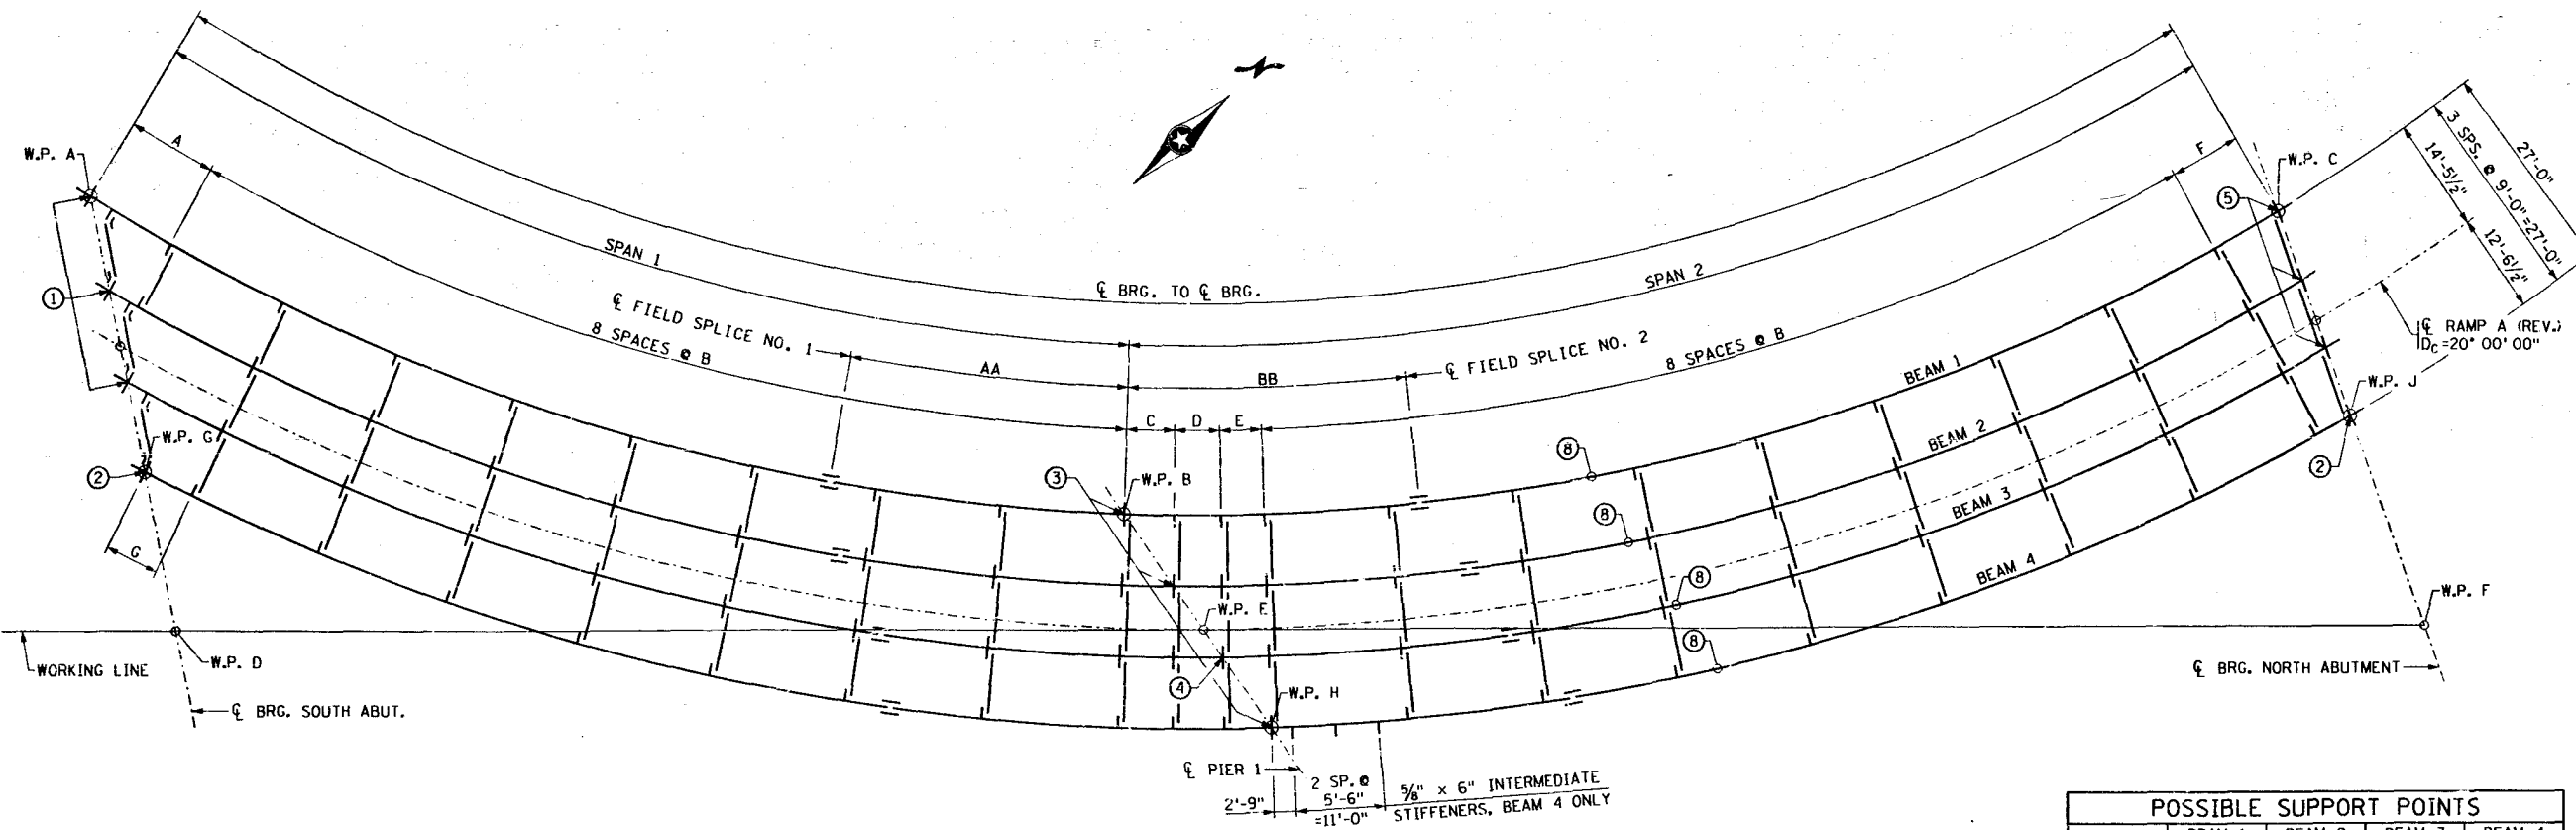 W.P. A
A
SPAN 1
℄ FIELD SPLICE NO. 1
8 SPACES @ B
℄ BRG. TO ℄ BRG.
SPAN 2
℄ FIELD SPLICE NO. 2
8 SPACES @ B
AA
BB
C
D
E
F
W.P. C
5
27'-0"
3 SPS. @ 9'-0"=27'-0"
14'-5 1/2"
12'-6 1/2"
℄ RAMP A (REV.)
Dc=20° 00' 00"
1
W.P. G
2
G
3
W.P. B
8
8
8
8
BEAM 1
BEAM 2
BEAM 3
BEAM 4
W.P. J
2
W.P. E
W.P. F
WORKING LINE
W.P. D
℄ BRG. SOUTH ABUT.
4
W.P. H
℄ BRG. NORTH ABUTMENT
℄ PIER 1
2'-9"
2 SP. @
5'-6"
=11'-0"
5/8" x 6" INTERMEDIATE
STIFFENERS, BEAM 4 ONLY
POSSIBLE SUPPORT POINTS